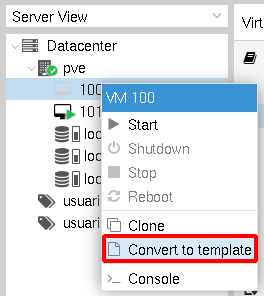 Server View
Virt
Datacenter
pve
100
VM 100
101
Start
loc
Shutdown
loc
Stop
loc
Reboot
usuari
Clone
usuari
Convert to template
Console